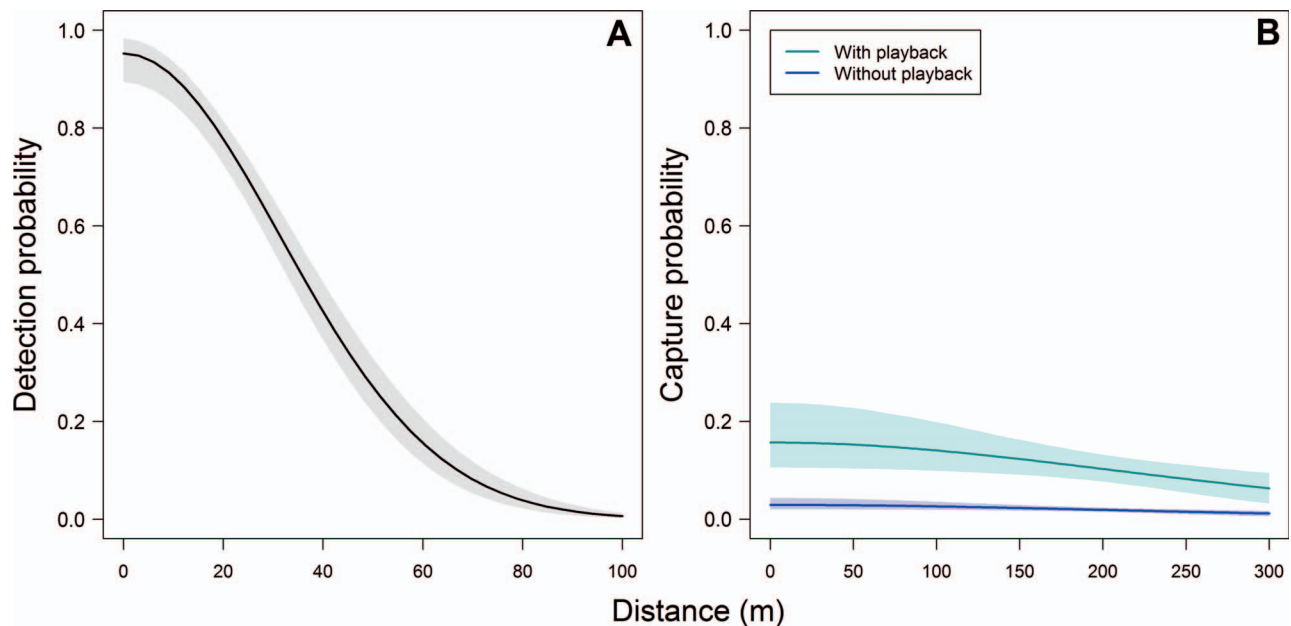 A
Detection probability
1.0
0.8
0.6
0.4
0.2
0.0
0 20 40 60 80 100
B
With playback
Without playback
Capture probability
1.0
0.8
0.6
0.4
0.2
0.0
0 50 100 150 200 250 300
Distance (m)